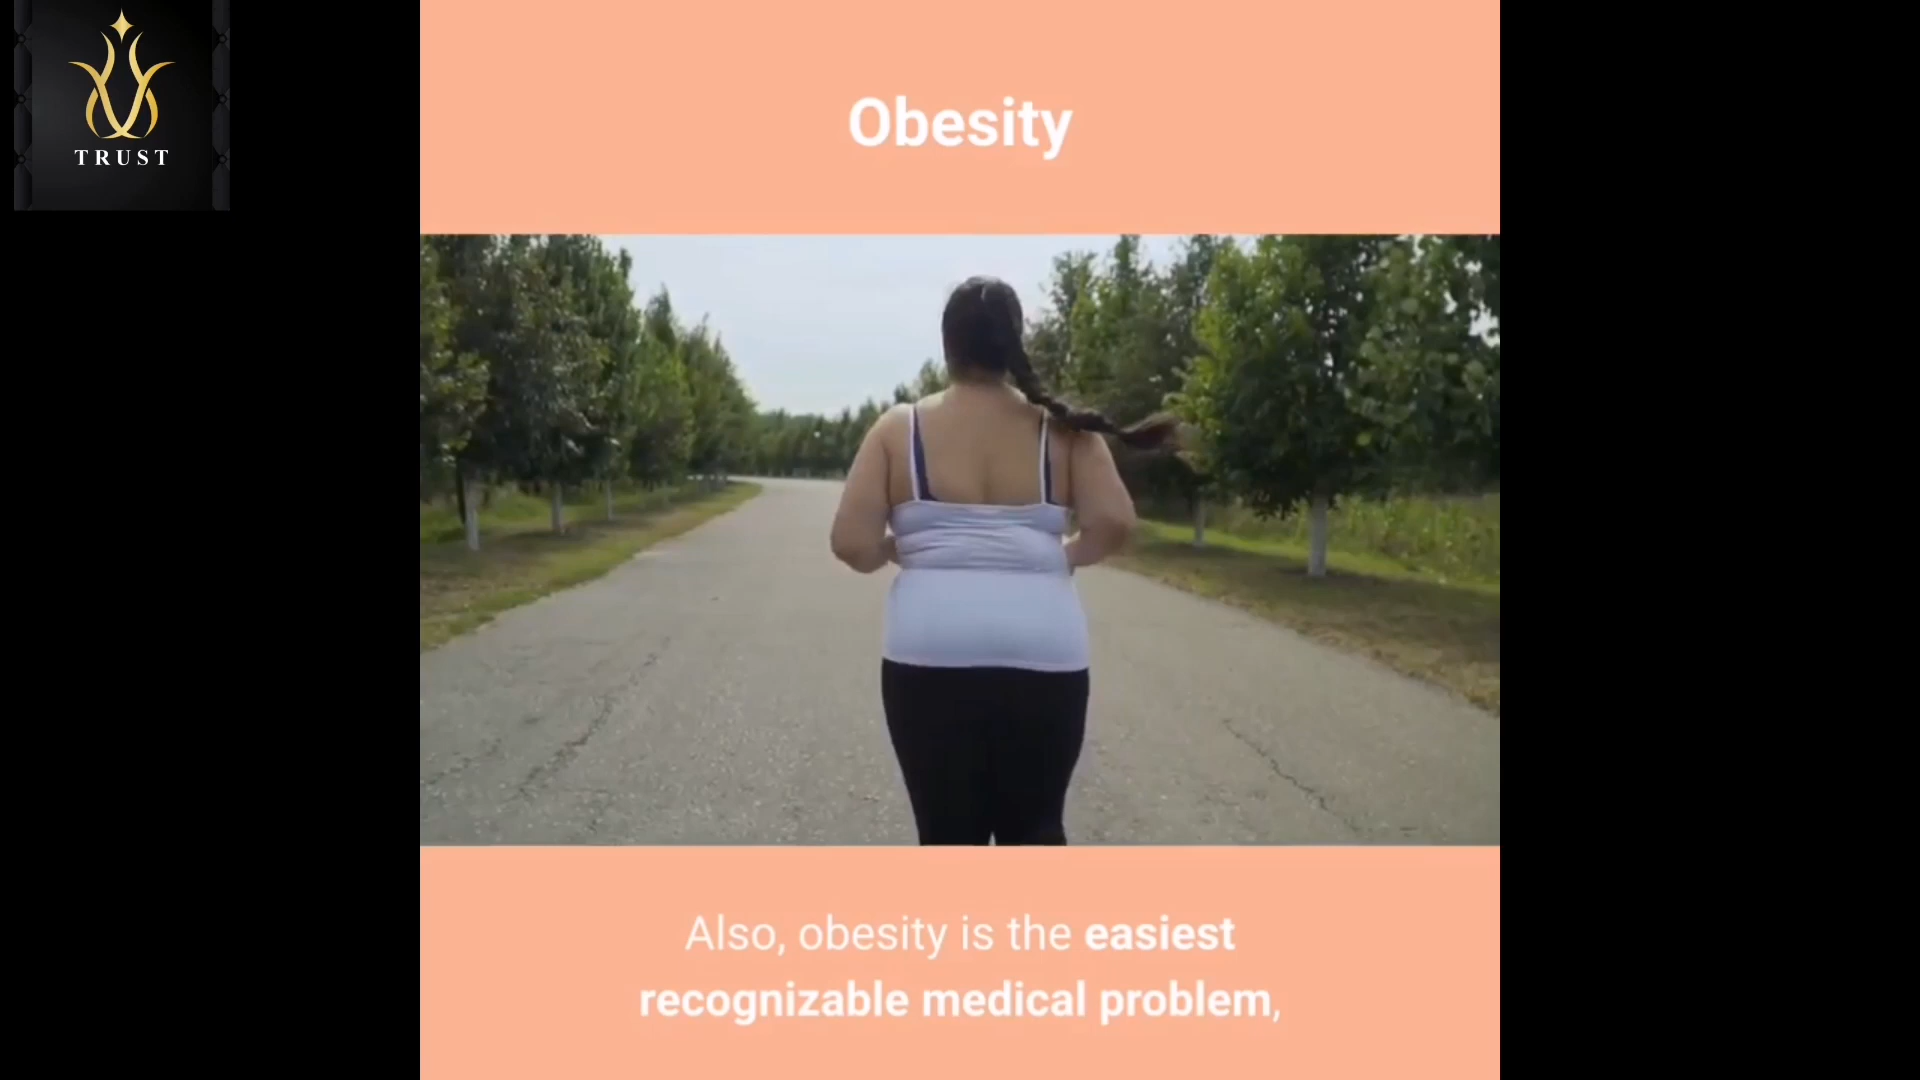 TRUST
Obesity
Also, obesity is the easiest
recognizable medical problem,